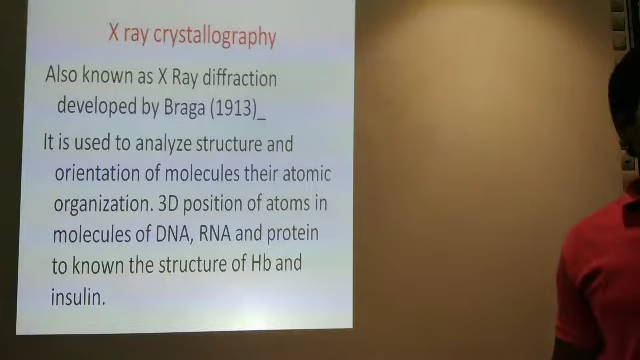 X ray crystallography
Also known as X Ray diffraction
developed by Braga (1913)_
It is used to analyze structure and
orientation of molecules their atomic
organization. 3D position of atoms in
molecules of DNA, RNA and protein
to known the structure of Hb and
insulin.